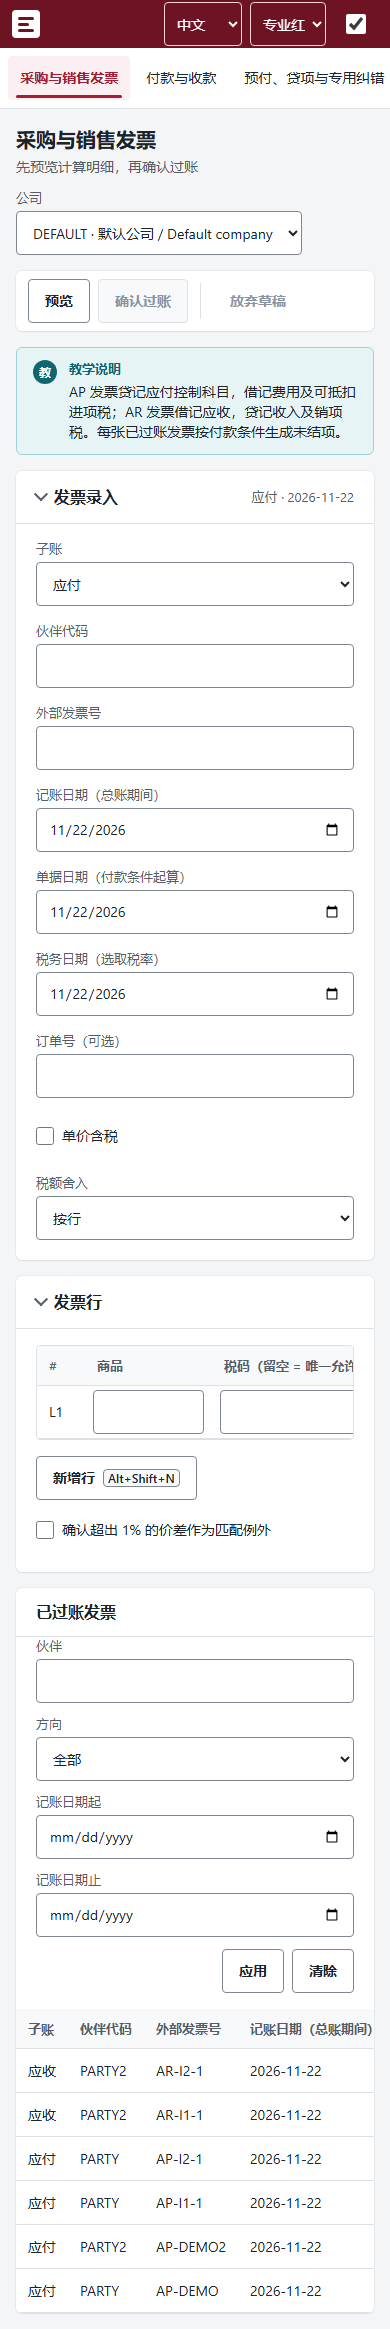 中文 专业红
采购与销售发票 付款与收款 预付、贷项与专用纠错
采购与销售发票
先预览计算明细，再确认过账
公司
DEFAULT · 默认公司 / Default company
预览 确认过账 放弃草稿
教 教学说明
AP 发票贷记应付控制科目，借记费用及可抵扣
进项税；AR 发票借记应收，贷记收入及销项
税。每张已过账发票按付款条件生成未结项。
发票录入 应付 · 2026-11-22
子账
应付
伙伴代码
外部发票号
记账日期（总账期间）
11/22/2026
单据日期（付款条件起算）
11/22/2026
税务日期（选取税率）
11/22/2026
订单号（可选）
单价含税
税额舍入
按行
发票行
# 商品 税码（留空 = 唯一允许
L1
新增行 Alt+Shift+N
确认超出 1% 的价差作为匹配例外
已过账发票
伙伴
方向
全部
记账日期起
mm/dd/yyyy
记账日期止
mm/dd/yyyy
应用 清除
子账 伙伴代码 外部发票号 记账日期（总账期间）
应收 PARTY2 AR-I2-1 2026-11-22
应收 PARTY2 AR-I1-1 2026-11-22
应付 PARTY AP-I2-1 2026-11-22
应付 PARTY AP-I1-1 2026-11-22
应付 PARTY2 AP-DEMO2 2026-11-22
应付 PARTY AP-DEMO 2026-11-22